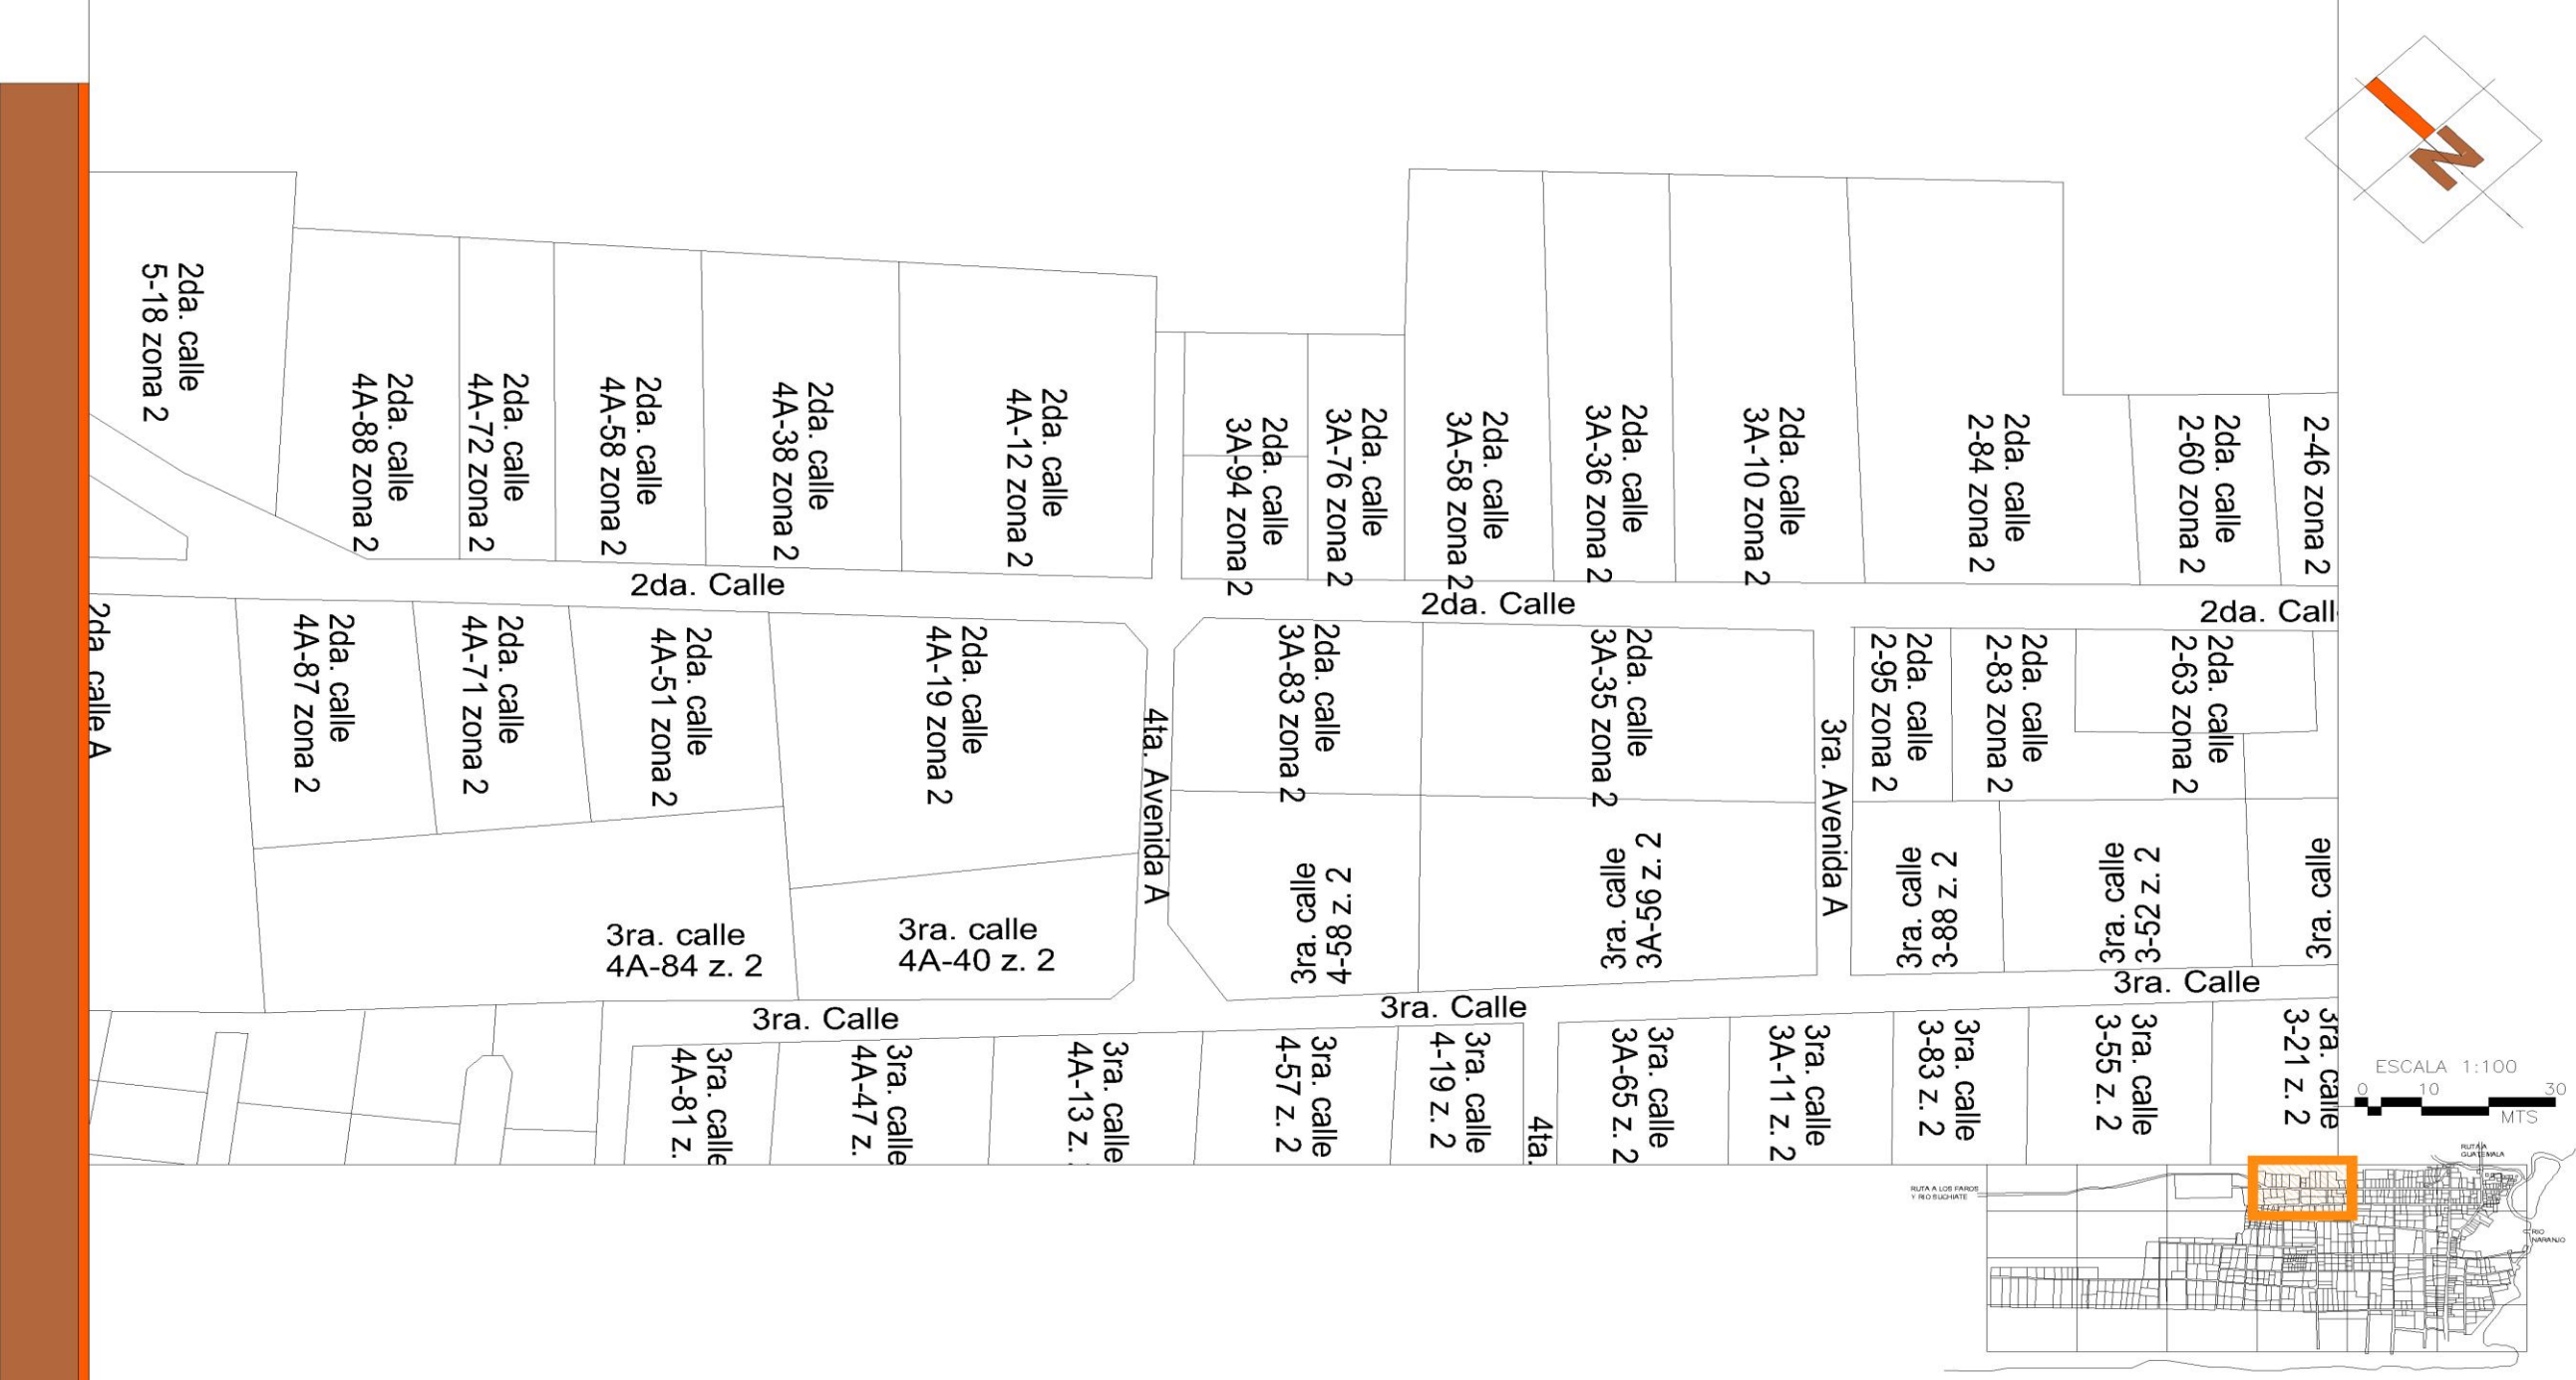 N
2da. calle
5-18 zona 2
2da. calle
4A-88 zona 2
2da. calle
4A-72 zona 2
2da. calle
4A-58 zona 2
2da. calle
4A-38 zona 2
2da. calle
4A-12 zona 2
2da. calle
3A-94 zona 2
2da. calle
3A-76 zona 2
2da. calle
3A-58 zona 2
2da. calle
3A-36 zona 2
2da. calle
3A-10 zona 2
2da. calle
2-84 zona 2
2da. calle
2-60 zona 2
2-46 zona 2
2da. Calle
2da. Calle
2da. Call
2da. calle A
2da. calle
4A-87 zona 2
2da. calle
4A-71 zona 2
2da. calle
4A-51 zona 2
2da. calle
4A-19 zona 2
4ta. Avenida A
2da. calle
3A-83 zona 2
2da. calle
3A-35 zona 2
3ra. Avenida A
2da. calle
2-95 zona 2
2da. calle
2-83 zona 2
2da. calle
2-63 zona 2
3ra. calle
4A-84 z. 2
3ra. calle
4A-40 z. 2
3ra. calle
4-58 z. 2
3ra. calle
3A-56 z. 2
3ra. calle
3-88 z. 2
3ra. calle
3-52 z. 2
3ra. calle
3ra. Calle
3ra. Calle
3ra. Calle
3ra. calle
4A-81 z.
3ra. calle
4A-47 z.
3ra. calle
4A-13 z.
3ra. calle
4-57 z. 2
3ra. calle
4-19 z. 2
4ta.
3ra. calle
3A-65 z. 2
3ra. calle
3A-11 z. 2
3ra. calle
3-83 z. 2
3ra. calle
3-55 z. 2
3ra. calle
3-21 z. 2
ESCALA 1:100
0 10 30
MTS
RUTA A
GUATEMALA
RUTA A LOS FAROS
Y RIO SUCHIATE
RIO
NARANJO